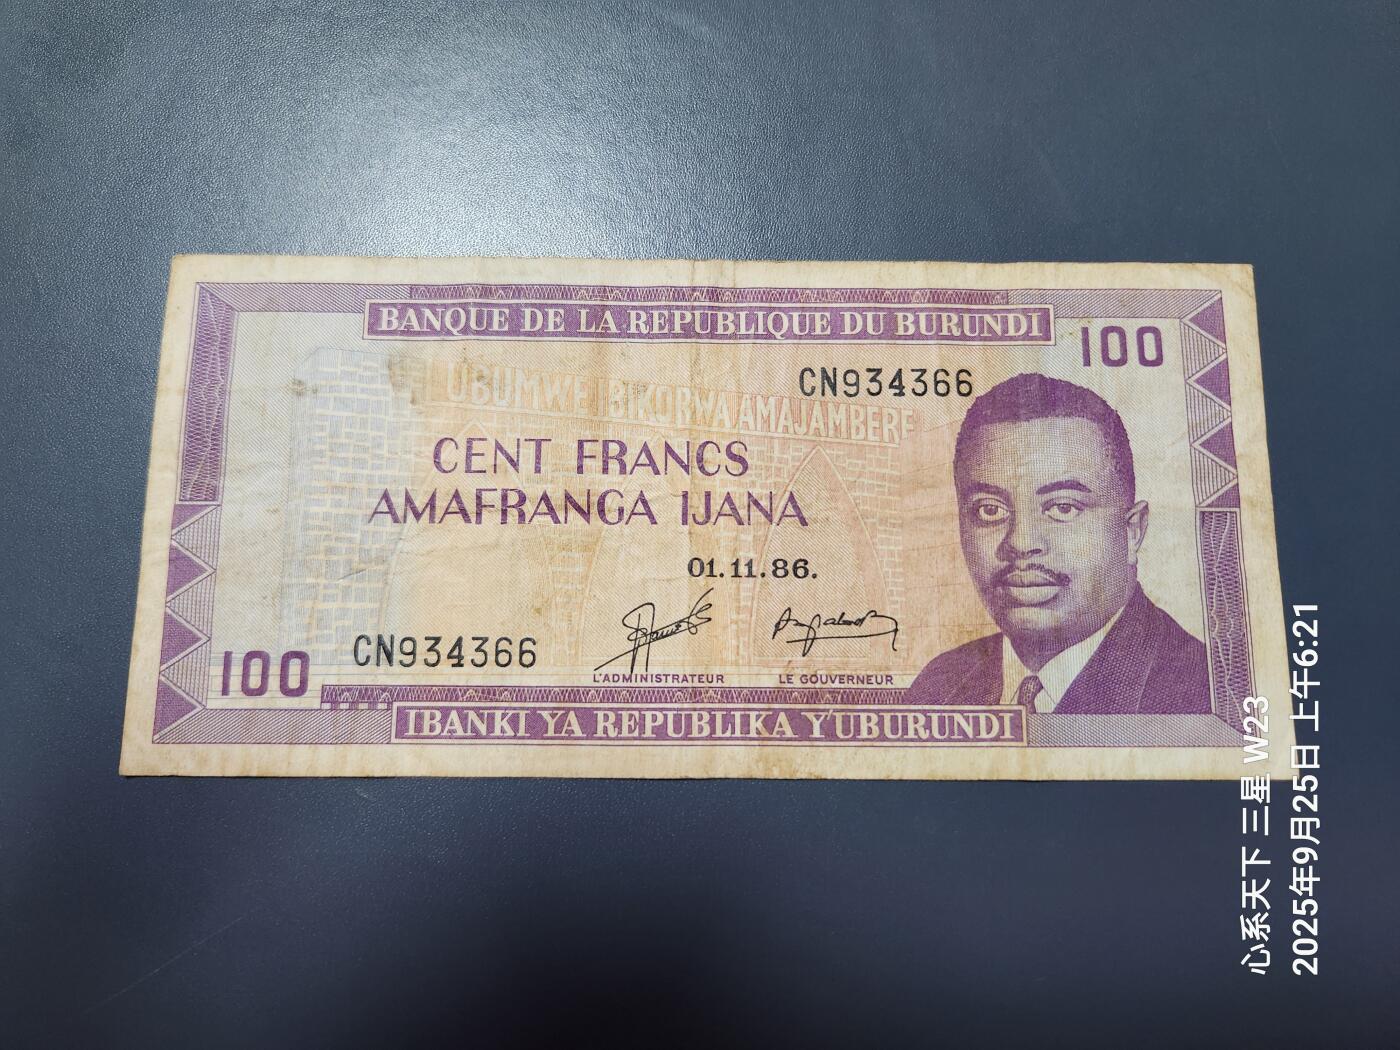 BANQUE DE LA REPUBLIQUE DU BURUNDI
100
CN934366
UBUMWE IBIKORWA AMAJAMBERE
CENT FRANCS
AMAFRANGA IJANA
01.11.86.
CN934366
L'ADMINISTRATEUR
LE GOUVERNEUR
100
IBANKI YA REPUBLIKA Y'UBURUNDI
心系天下 三星 W23
2025年9月25日 上午6:21